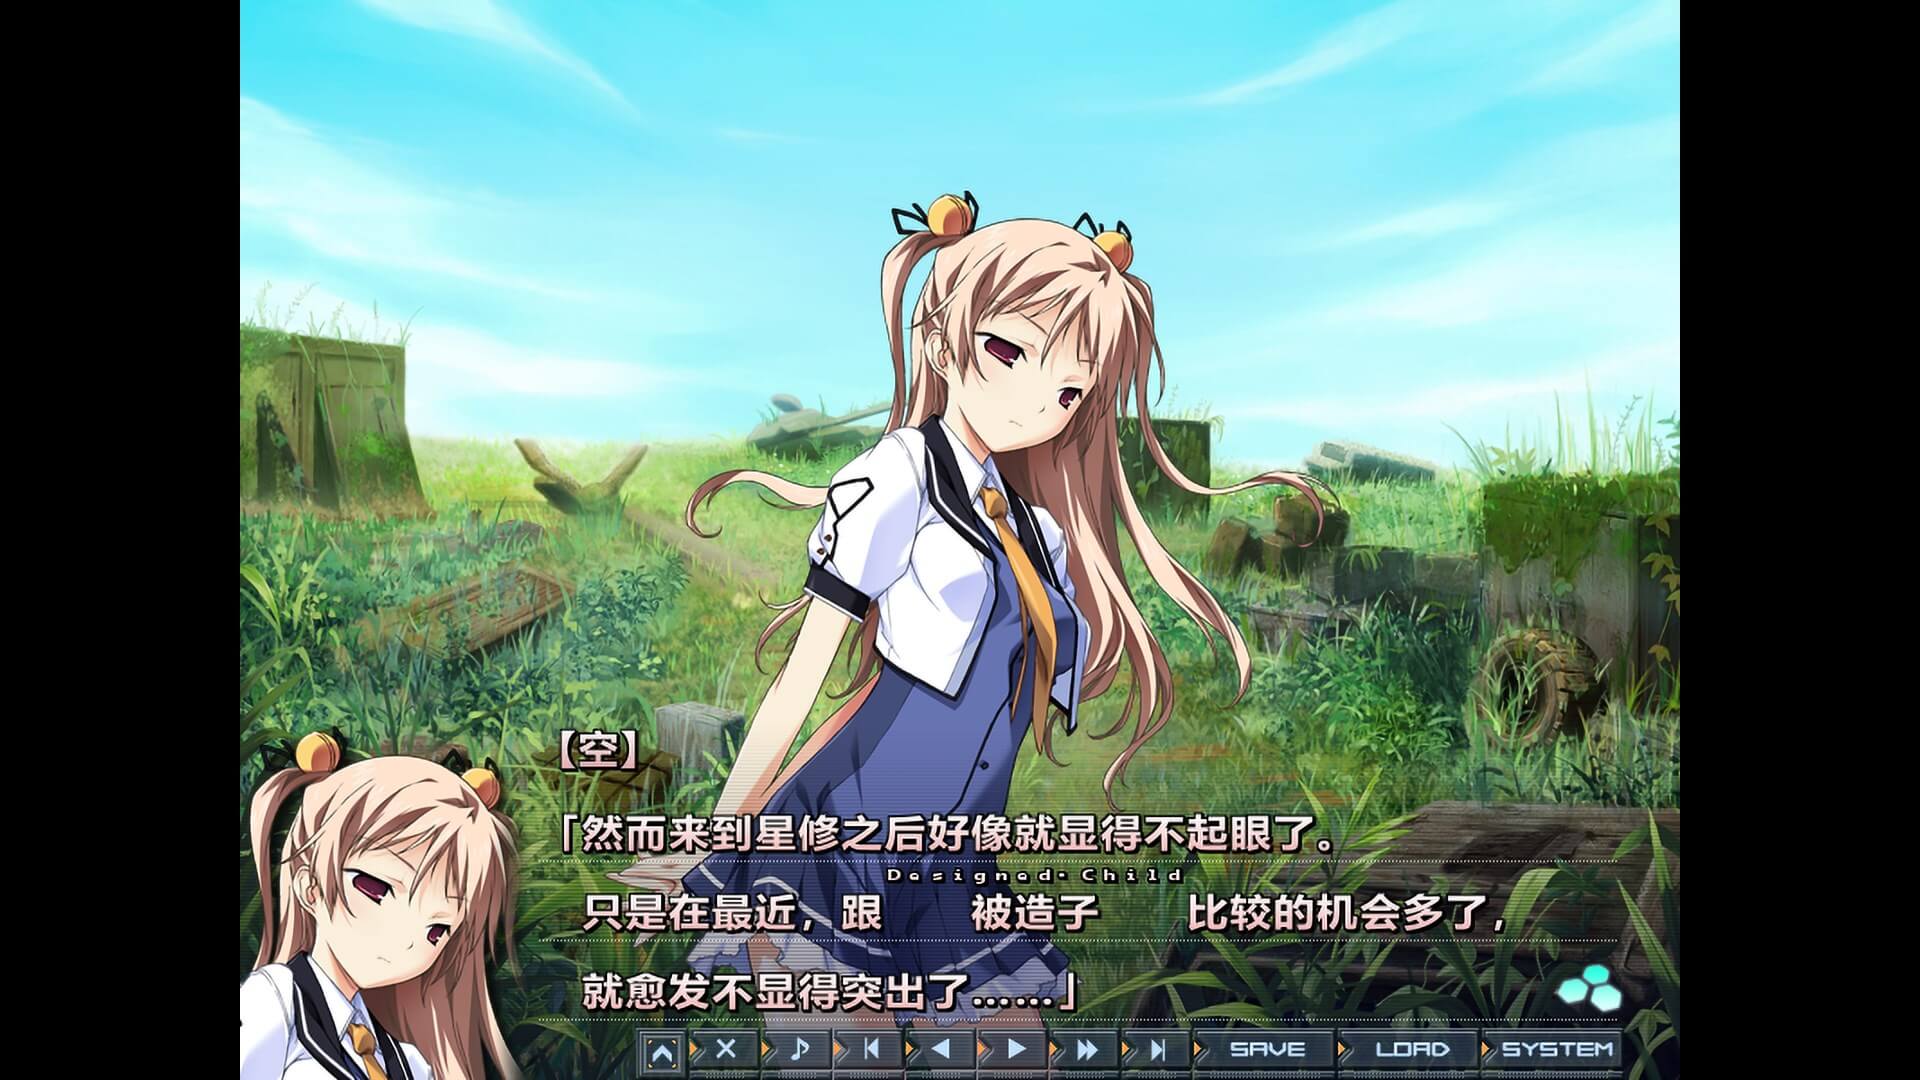 【空】
「然而来到星修之后好像就显得不起眼了。
Designed・Child
只是在最近，跟 被造子 比较的机会多了，
就愈发不显得突出了……」
SAVE LOAD SYSTEM